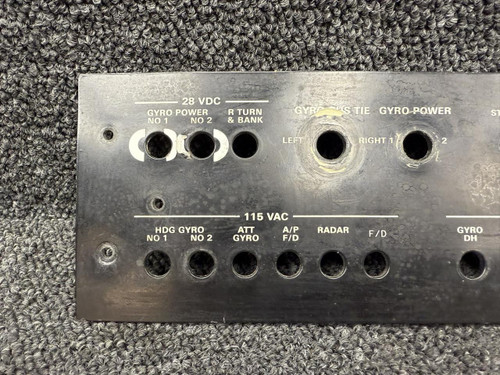 28 VDC
GYRO POWER
NO 1 NO 2
R TURN
& BANK
GYRO BUS TIE
LEFT RIGHT
GYRO-POWER
1 2
ST
115 VAC
HDG GYRO
NO 1 NO 2
ATT
GYRO
A/P
F/D
RADAR
F/D
GYRO
DH